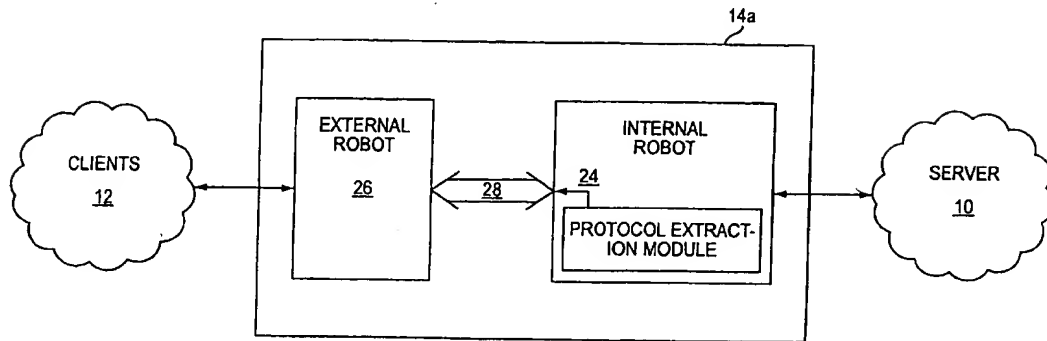 14a
CLIENTS
12
EXTERNAL
ROBOT
26
28
INTERNAL
ROBOT
24
PROTOCOL EXTRACT-
ION MODULE
SERVER
10